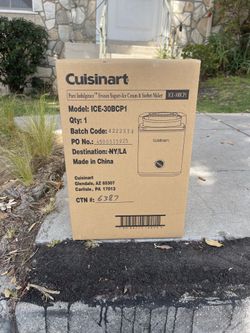 Cuisinart
Pure Indulgence™ Frozen Yogurt-Ice Cream & Sorbet Maker ICE-30BCP1
Model: ICE-30BCP1
Qty: 1
Batch Code:
PO No.:
Destination: NY/LA
Made in China
Cuisinart
Glendale, AZ 85307
Carlisle, PA 17013
CTN #: 6387
Cuisinart